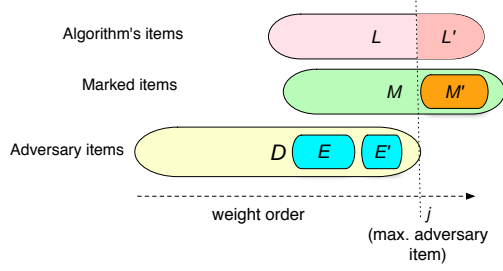 Algorithm's items L L'
Marked items M M'
Adversary items D E E'
weight order j
(max. adversary
item)